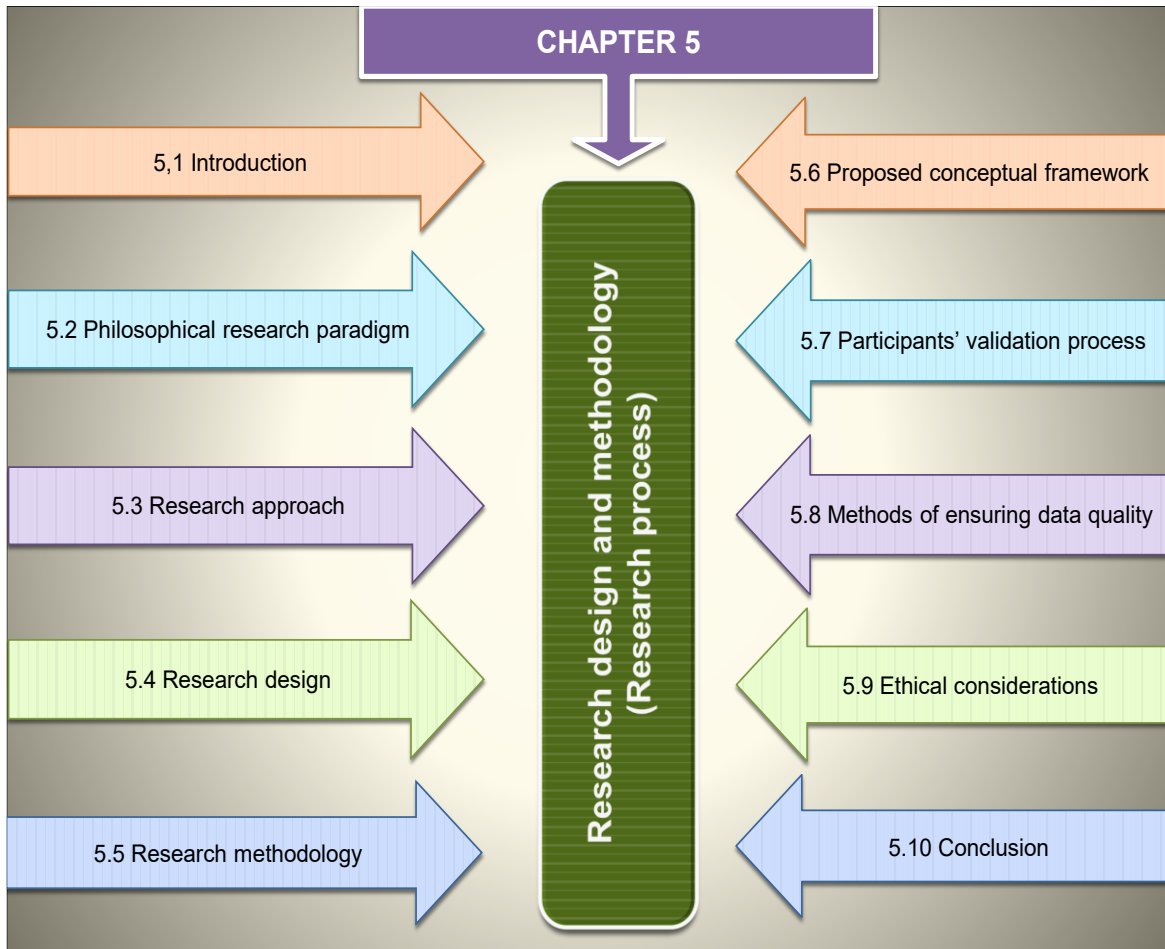 CHAPTER 5
5,1 Introduction
5.2 Philosophical research paradigm
5.3 Research approach
5.4 Research design
5.5 Research methodology
Research design and methodology
(Research process)
5.6 Proposed conceptual framework
5.7 Participants’ validation process
5.8 Methods of ensuring data quality
5.9 Ethical considerations
5.10 Conclusion